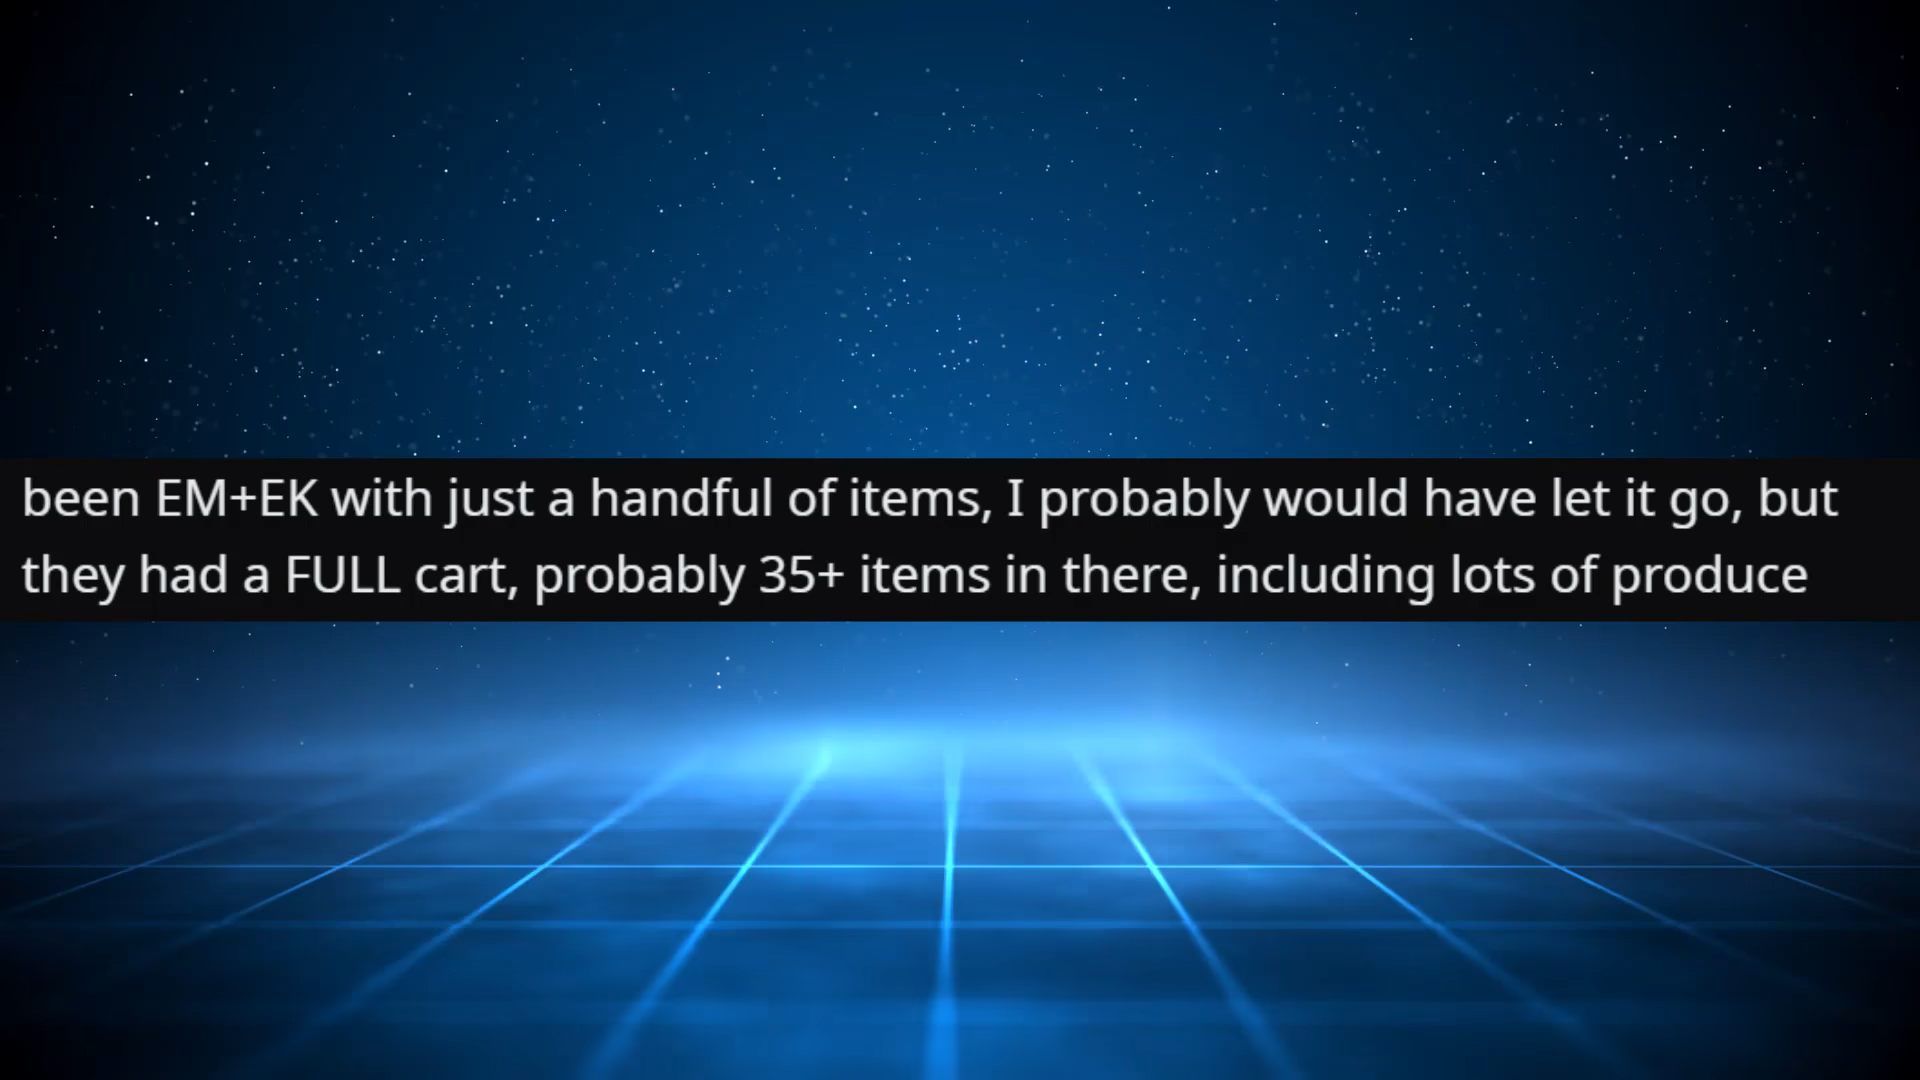 been EM+EK with just a handful of items, I probably would have let it go, but
they had a FULL cart, probably 35+ items in there, including lots of produce